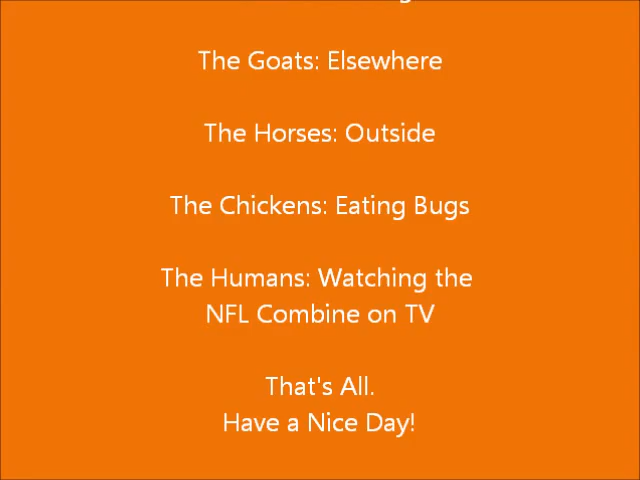 The Goats: Elsewhere
The Horses: Outside
The Chickens: Eating Bugs
The Humans: Watching the
NFL Combine on TV
That's All.
Have a Nice Day!